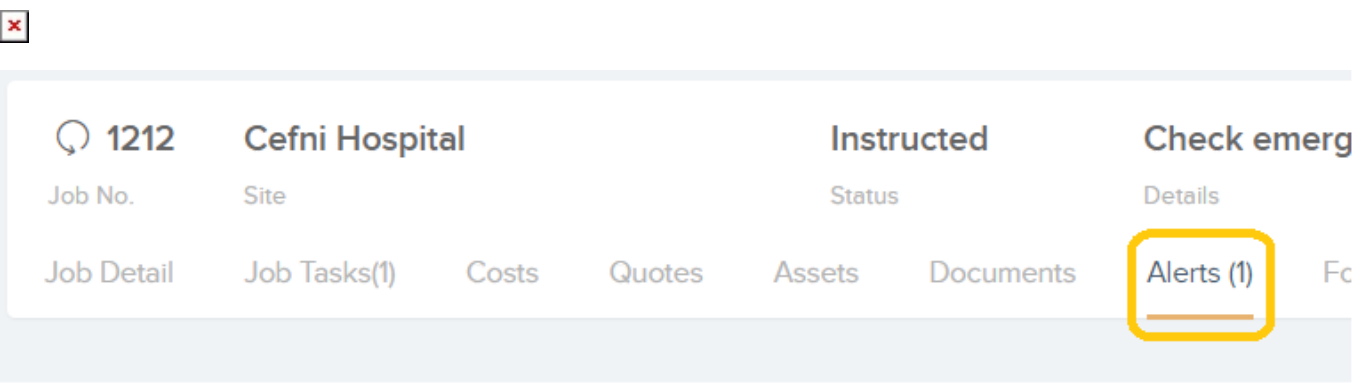 1212 Cefni Hospital Instructed Check emerg
Job No. Site Status Details
Job Detail Job Tasks(1) Costs Quotes Assets Documents Alerts (1) Fo